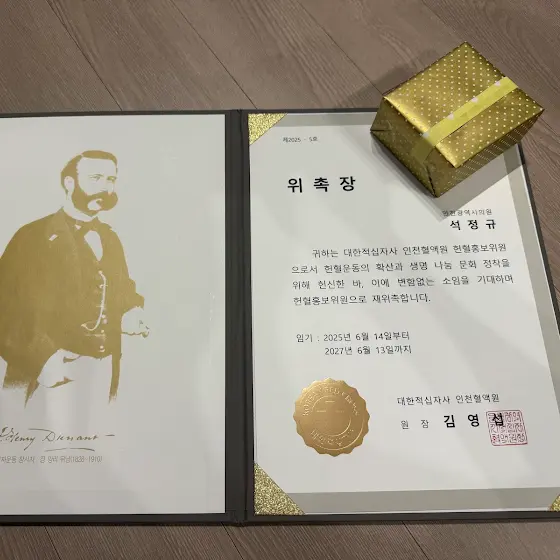 Henry Dunant
제2025 - 5호
위 촉 장
인천광역시의원
석 정 규
귀하는 대한적십자사 인천혈액원 헌혈홍보위원
으로서 헌혈운동의 확산과 생명 나눔 문화 정착을
위해 헌신한 바, 이에 변함없는 소임을 기대하며
헌혈홍보위원으로 재위촉합니다.
임기 : 2025년 6월 14일부터
2027년 6월 13일까지
대한적십자사 인천혈액원
원 장 김 영 섭